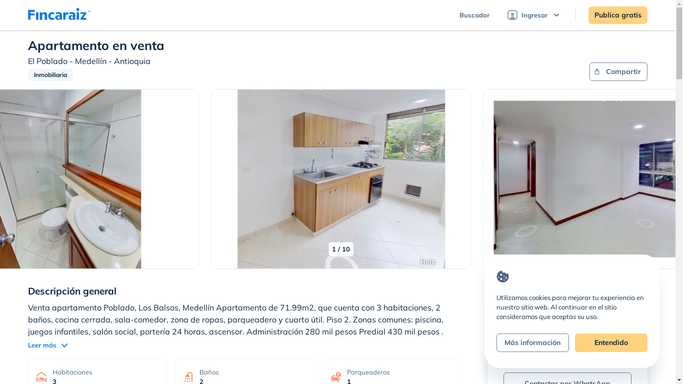 Fincaraiz
Buscador
Ingresar
Publica gratis
Apartamento en venta
El Poblado - Medellín - Antioquia
Inmobiliaria
Compartir
1 / 10
Descripción general
Venta apartamento Poblado, Los Balsos, Medellín Apartamento de 71.99m2, que cuenta con 3 habitaciones, 2
baños, cocina cerrada, sala-comedor, zona de ropas, parqueadero y cuarto útil. Piso 2. Zonas comunes: piscina,
juegos infantiles, salón social, portería 24 horas, ascensor. Administración 280 mil pesos Predial 430 mil pesos .
Leer más
Habitaciones
3
Baños
2
Parqueaderos
1
Utilizamos cookies para mejorar tu experiencia en
nuestro sitio web. Al continuar en el sitio
consideramos que aceptas su uso.
Más información
Entendido
Contactar por WhatsApp